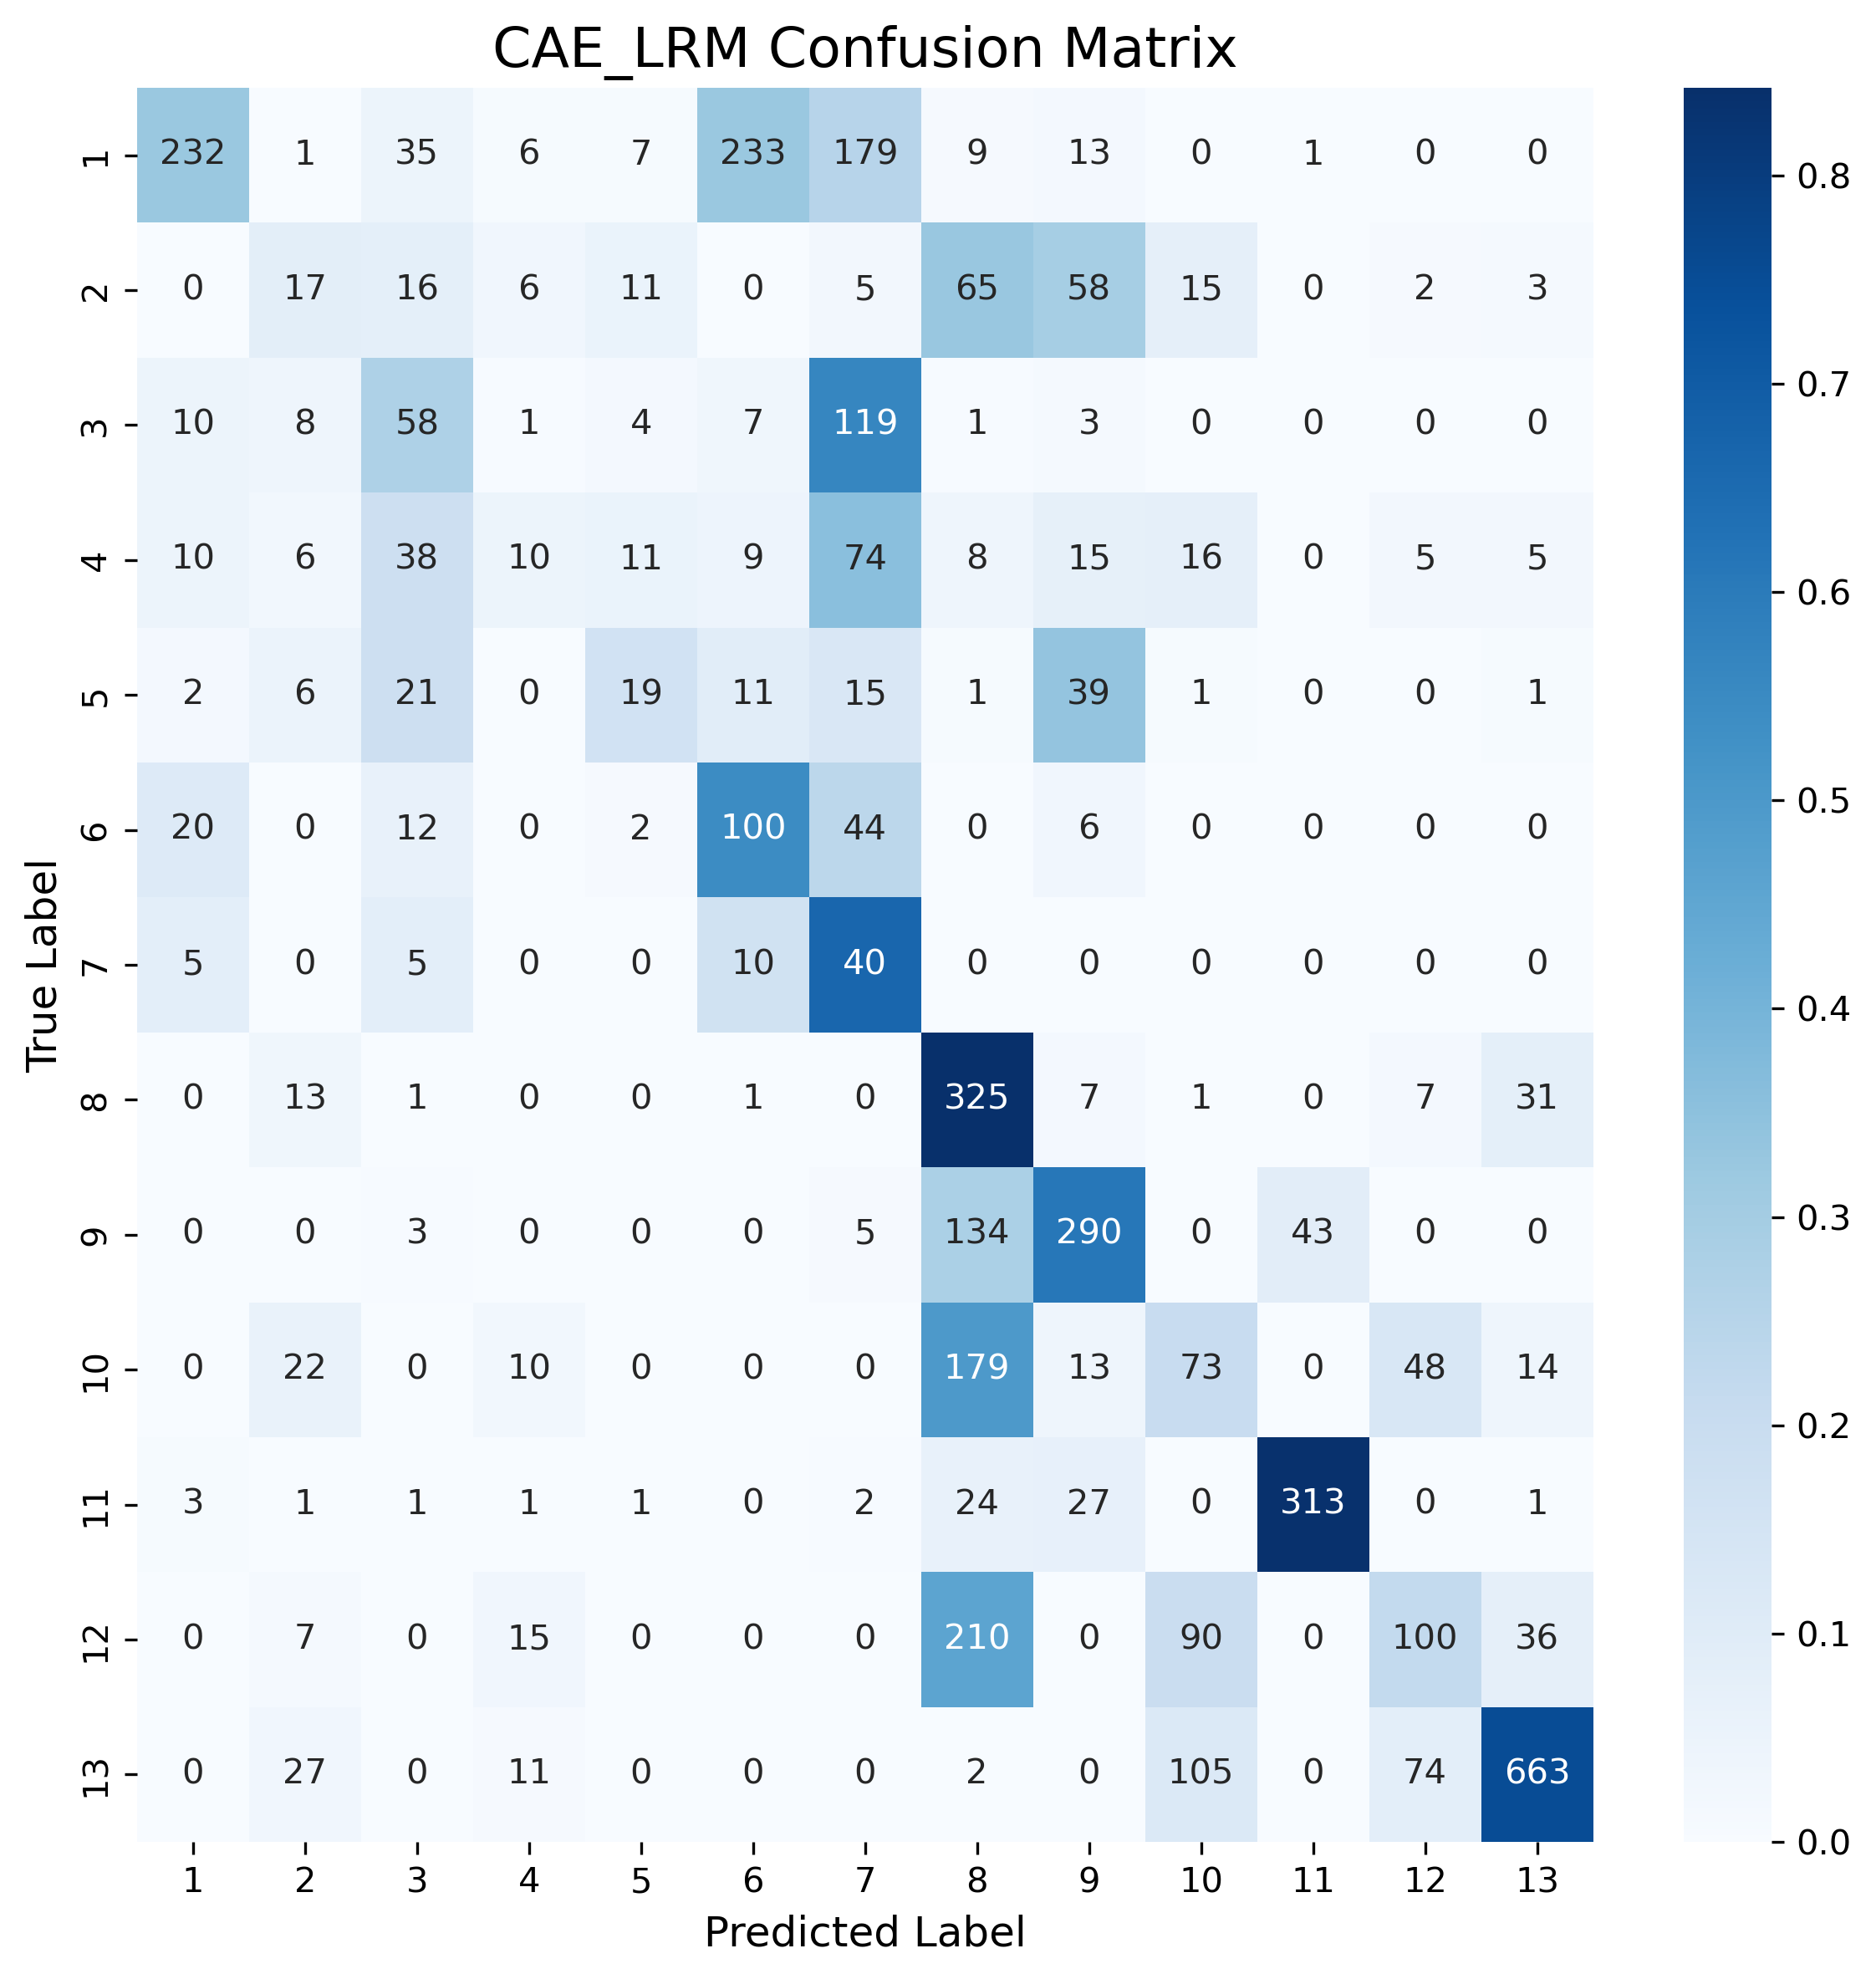 CAE_LRM Confusion Matrix
1 232 1 35 6 7 233 179 9 13 0 1 0 0
2 0 17 16 6 11 0 5 65 58 15 0 2 3
3 10 8 58 1 4 7 119 1 3 0 0 0 0
4 10 6 38 10 11 9 74 8 15 16 0 5 5
5 2 6 21 0 19 11 15 1 39 1 0 0 1
6 20 0 12 0 2 100 44 0 6 0 0 0 0
7 5 0 5 0 0 10 40 0 0 0 0 0 0
8 0 13 1 0 0 1 0 325 7 1 0 7 31
9 0 0 3 0 0 0 5 134 290 0 43 0 0
10 0 22 0 10 0 0 0 179 13 73 0 48 14
11 3 1 1 1 1 0 2 24 27 0 313 0 1
12 0 7 0 15 0 0 0 210 0 90 0 100 36
13 0 27 0 11 0 0 0 2 0 105 0 74 663
1 2 3 4 5 6 7 8 9 10 11 12 13
Predicted Label
True Label
0.8
0.7
0.6
0.5
0.4
0.3
0.2
0.1
0.0